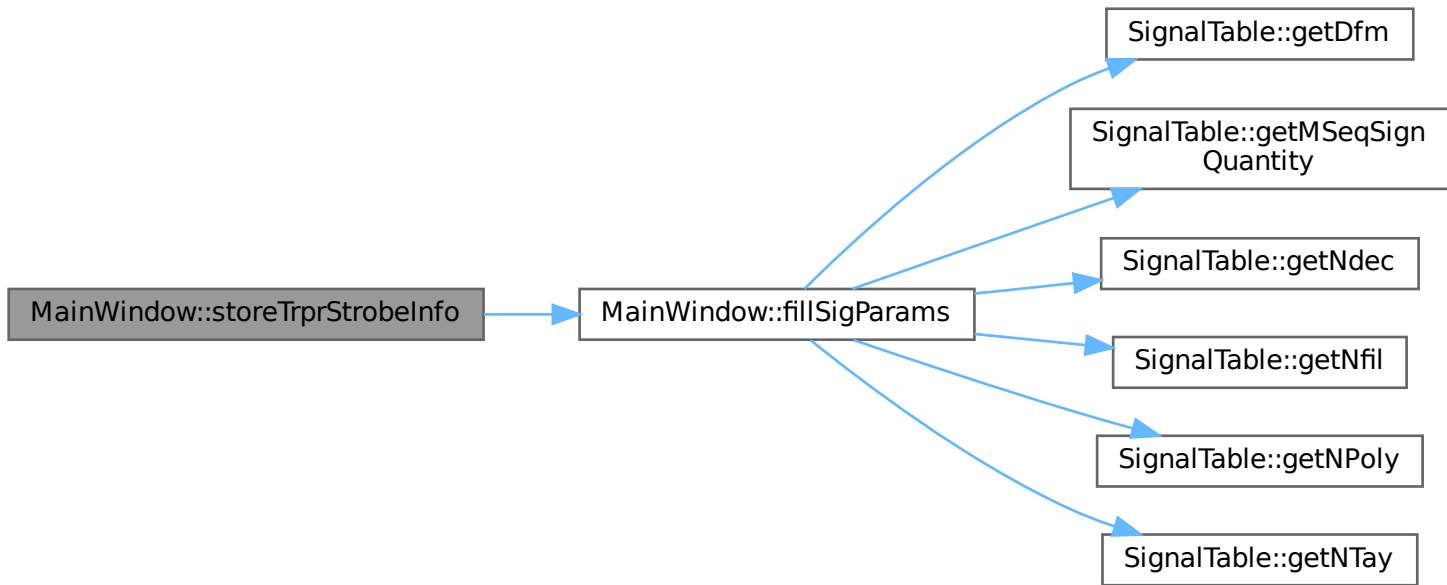 SignalTable::getDfm
SignalTable::getMSeqSign
Quantity
SignalTable::getNdec
MainWindow::storeTrprStrobeInfo
MainWindow::fillSigParams
SignalTable::getNfil
SignalTable::getNPoly
SignalTable::getNTay